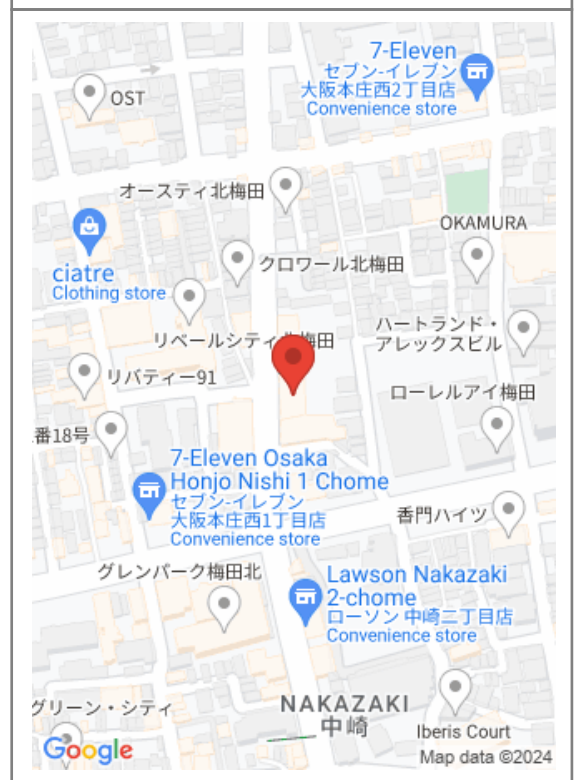 7-Eleven
セブン-イレブン
大阪本庄西2丁目店
Convenience store
OST
オースティ北梅田
OKAMURA
ciatre
Clothing store
クロワール北梅田
リベールシティ北梅田
ハートランド・
アレックスビル
リバティー91
ローレルアイ梅田
番18号
7-Eleven Osaka
Honjo Nishi 1 Chome
セブン-イレブン
大阪本庄西1丁目店
Convenience store
香門ハイツ
グレンパーク梅田北
Lawson Nakazaki
2-chome
ローソン 中崎二丁目店
Convenience store
グリーン・シティ
NAKAZAKI
中崎
Iberis Court
Google
Map data ©2024